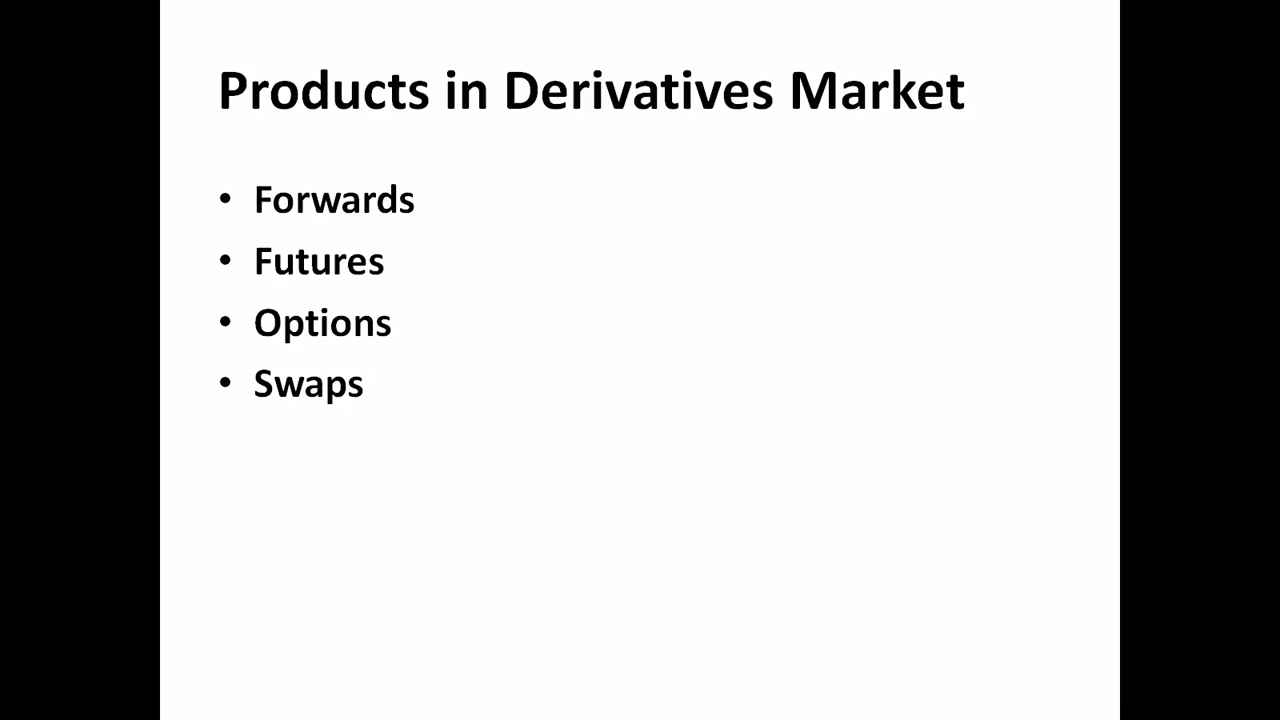 Products in Derivatives Market
• Forwards
• Futures
• Options
• Swaps